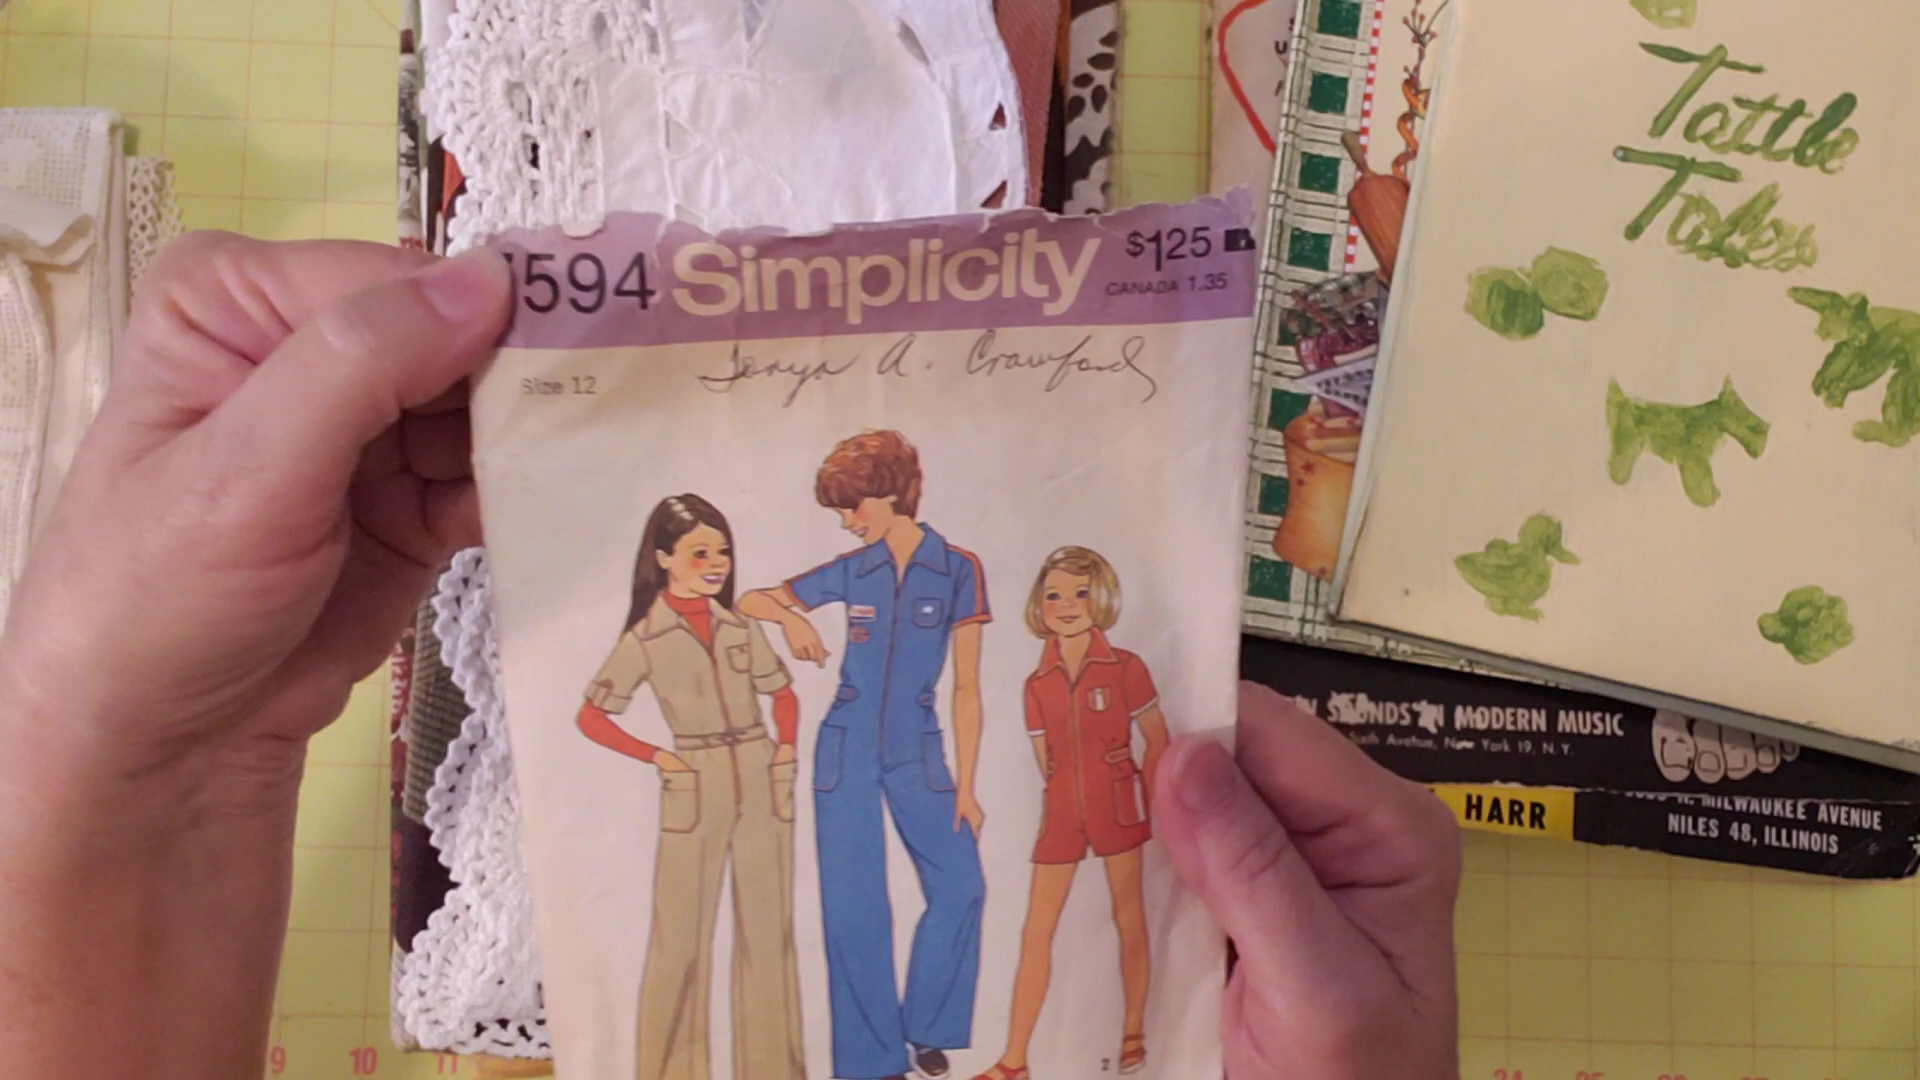 Tattle
Tales
594 Simplicity $1.25
CANADA 1.35
Size 12 Tonya A. Crawford
2
SOUNDS IN MODERN MUSIC
Sixth Avenue, New York 19, N.Y.
HARR
MILWAUKEE AVENUE
NILES 48, ILLINOIS
9 10 11